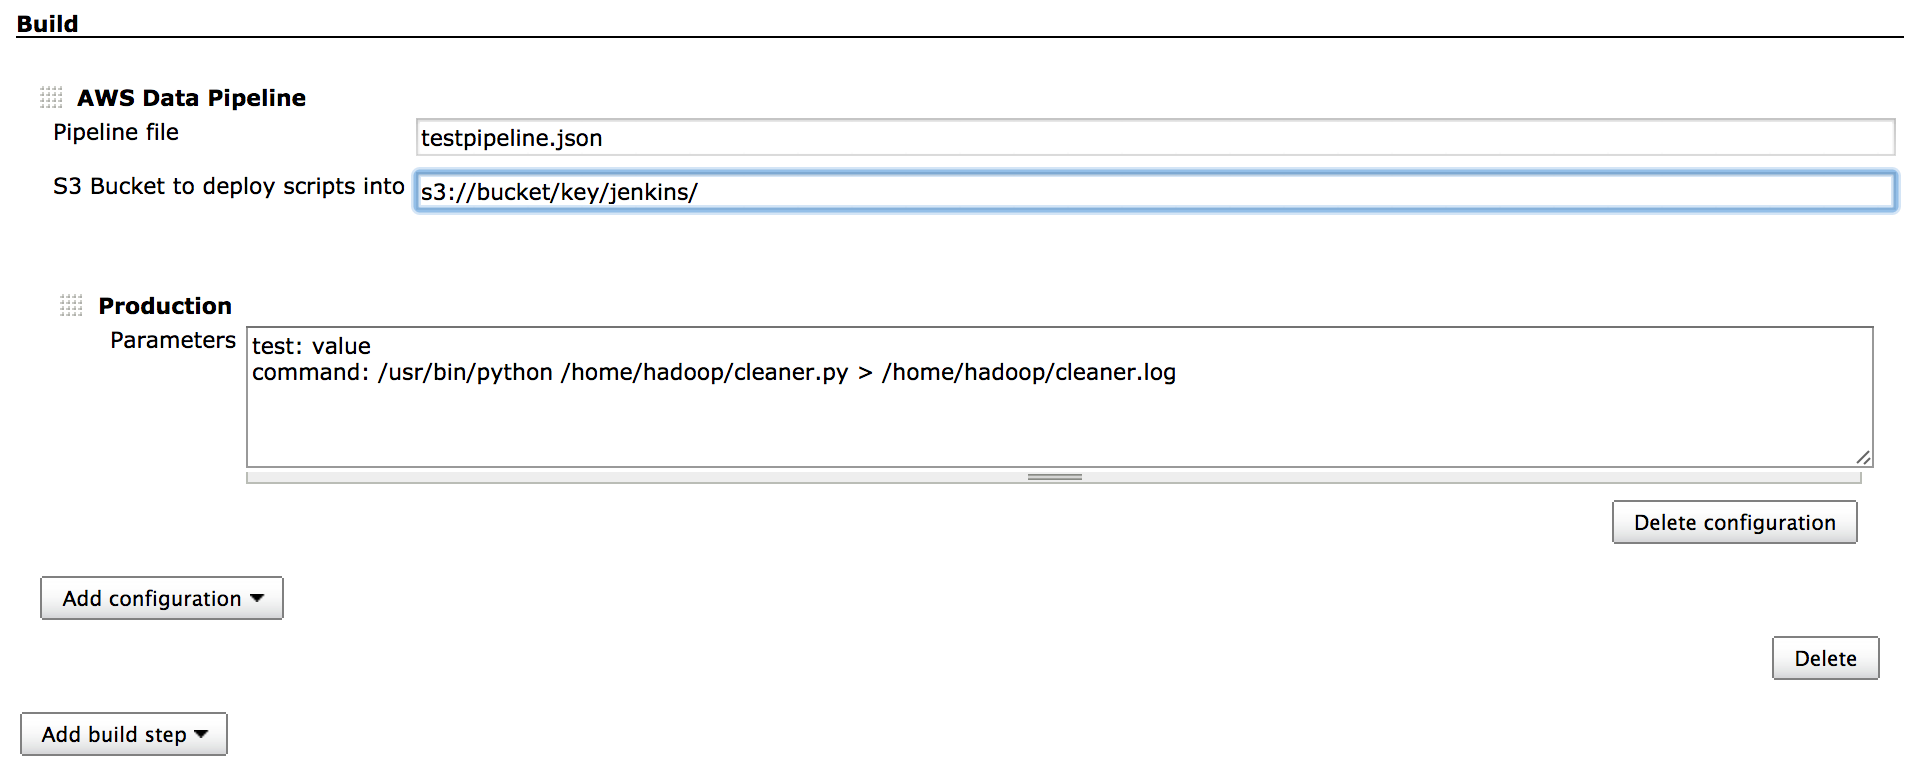 Build
AWS Data Pipeline
Pipeline file
testpipeline.json
S3 Bucket to deploy scripts into
s3://bucket/key/jenkins/
Production
Parameters
test: value
command: /usr/bin/python /home/hadoop/cleaner.py > /home/hadoop/cleaner.log
Delete configuration
Add configuration
Delete
Add build step